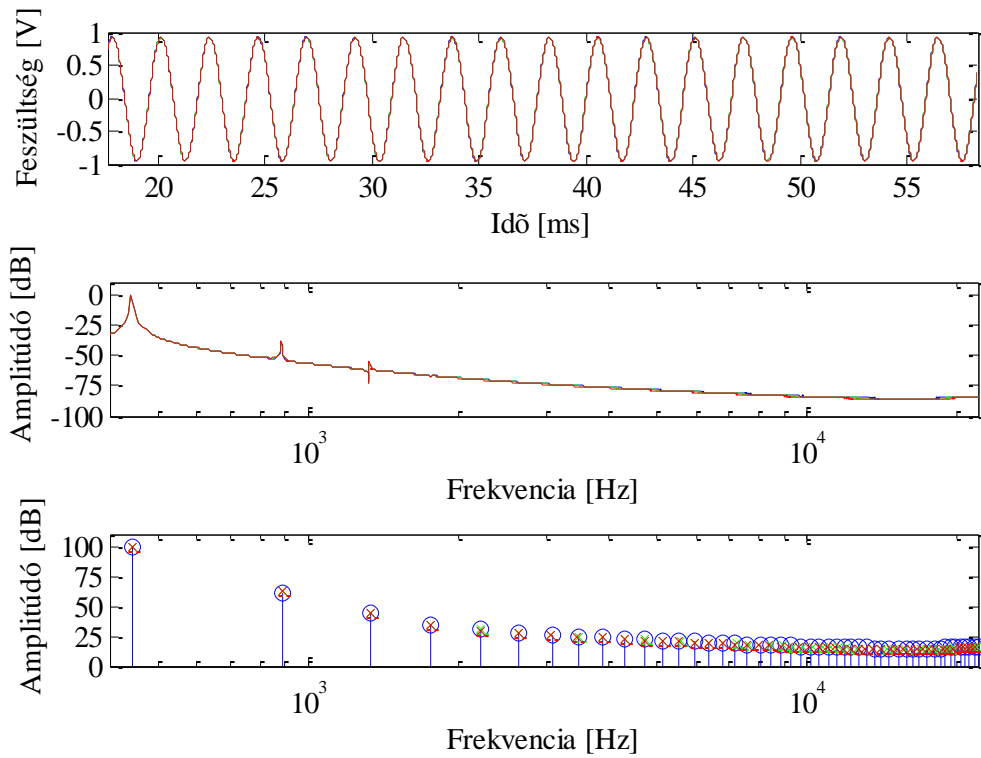 Feszültség [V]
1
0.5
0
-0.5
-1
20 25 30 35 40 45 50 55
Idõ [ms]
Amplitúdó [dB]
0
-25
-50
-75
-100
10³ 10⁴
Frekvencia [Hz]
Amplitúdó [dB]
100
75
50
25
0
10³ 10⁴
Frekvencia [Hz]